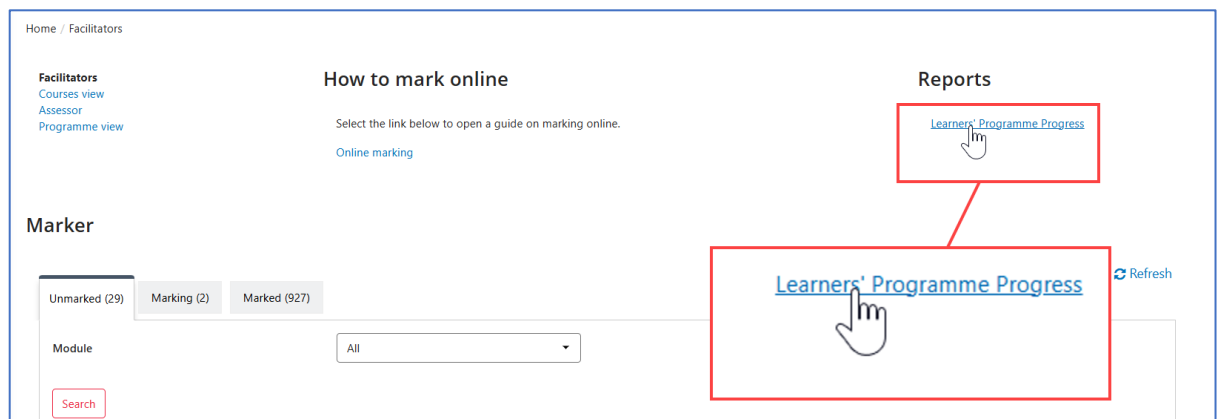 Home / Facilitators
Facilitators
Courses view
Assessor
Programme view
How to mark online
Select the link below to open a guide on marking online.
Online marking
Reports
Learners' Programme Progress
Marker
Learners' Programme Progress
Refresh
Unmarked (29) Marking (2) Marked (927)
Module All
Search